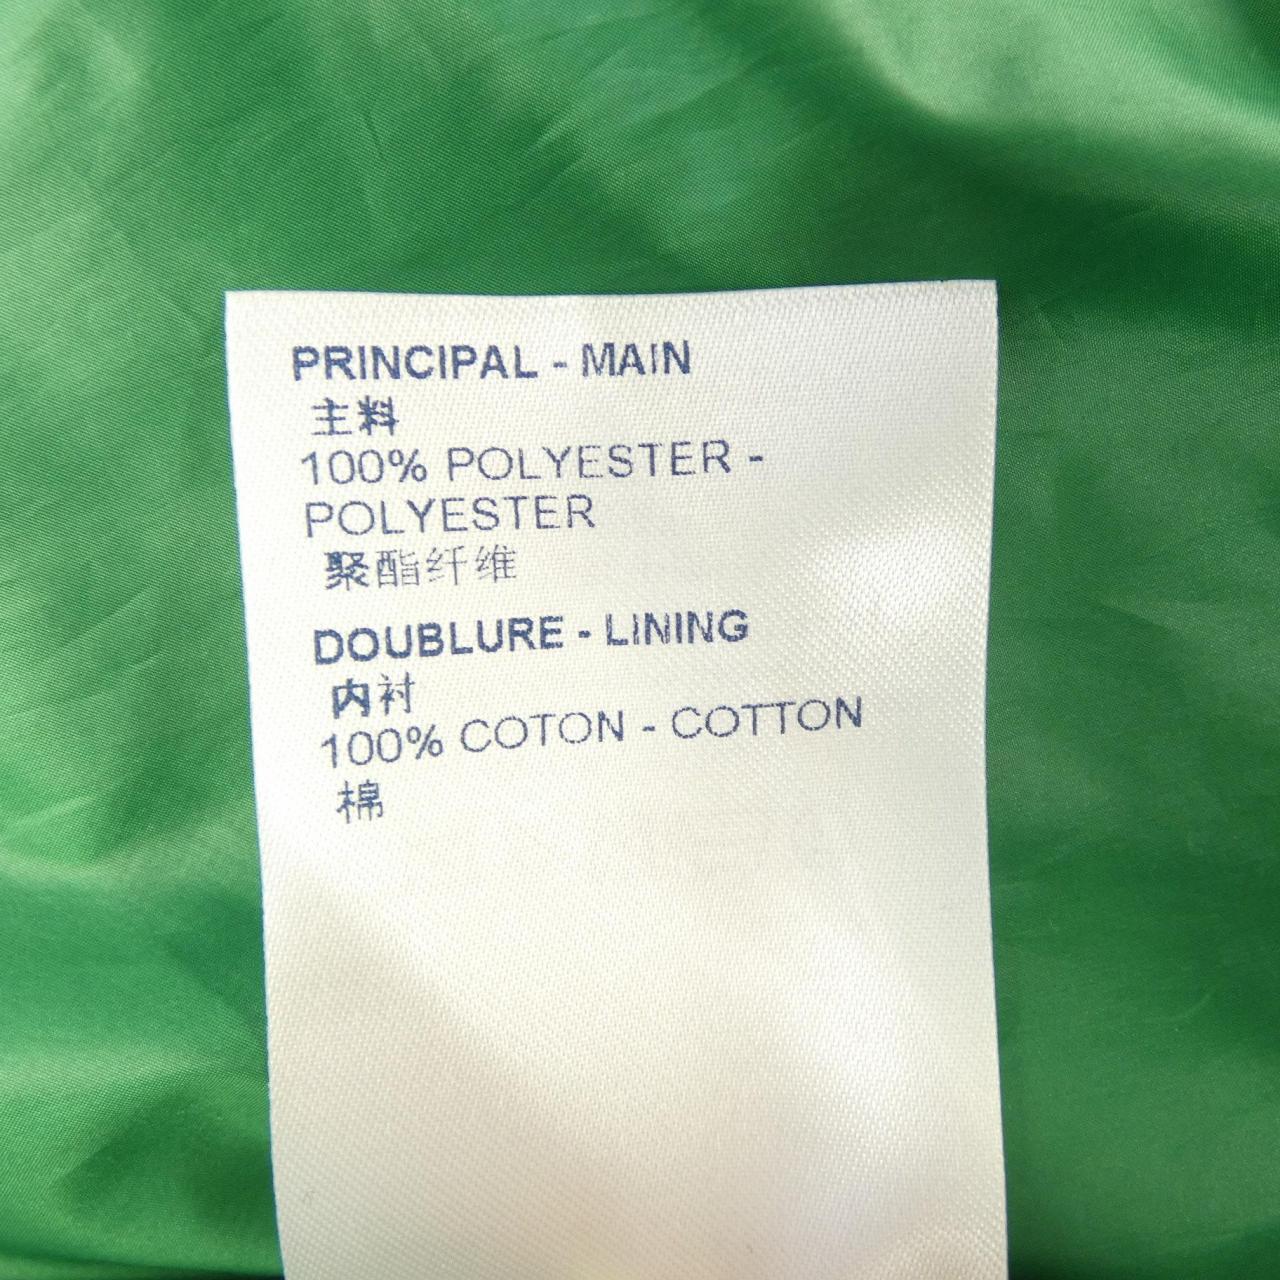 PRINCIPAL - MAIN
主料
100% POLYESTER -
POLYESTER
聚酯纤维
DOUBLURE - LINING
内衬
100% COTON - COTTON
棉